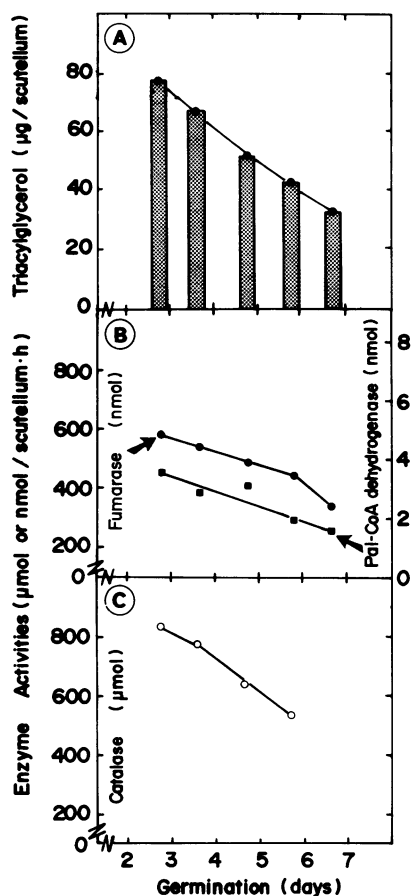 A
Triacylglycerol (μg/scutellum)
80
60
40
20
0
B
Enzyme Activities (μmol or nmol/scutellum·h)
Fumarase (nmol)
800
600
400
200
0
Pal-CoA dehydrogenase (nmol)
8
6
4
2
0
C
Catalase (μmol)
800
600
400
200
0
2 3 4 5 6 7
Germination (days)